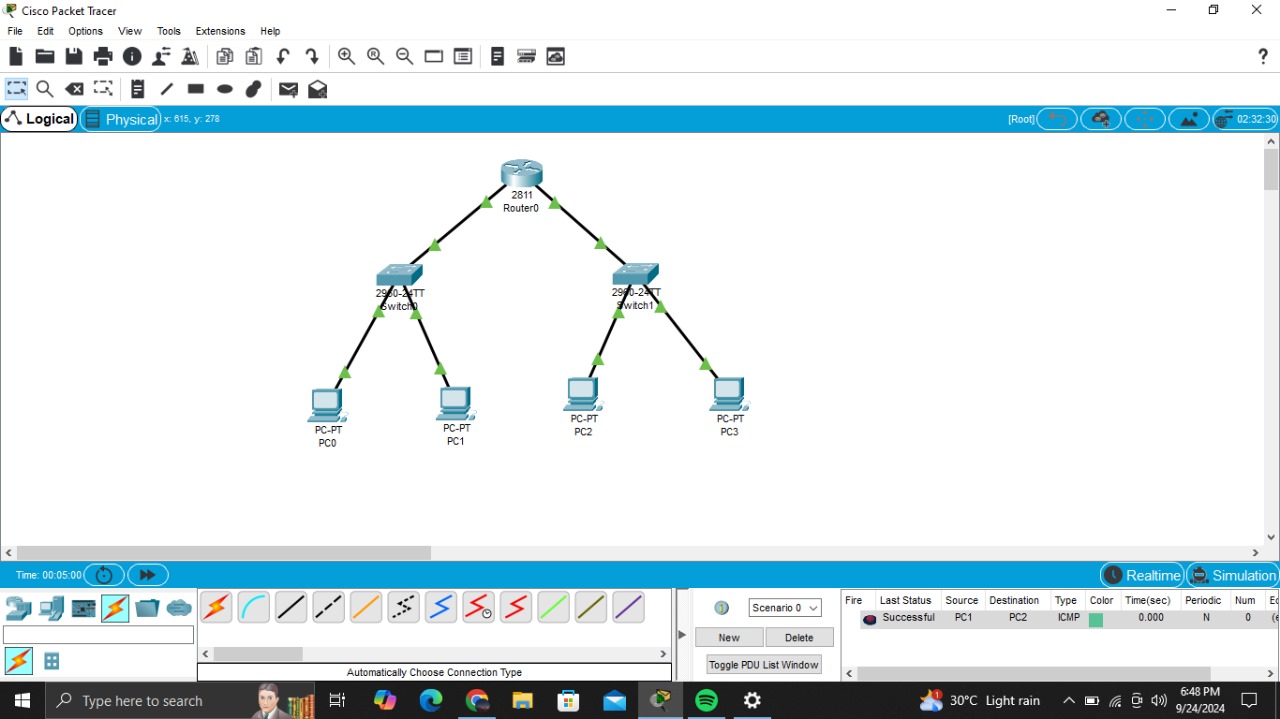 Cisco Packet Tracer
File Edit Options View Tools Extensions Help
?
Logical Physical x: 615, y: 278 [Root] 02:32:30
2811
Router0
2960-24TT
Switch0
2960-24TT
Switch1
PC-PT
PC0
PC-PT
PC1
PC-PT
PC2
PC-PT
PC3
Time: 00:05:00 Realtime Simulation
Scenario 0
New Delete
Toggle PDU List Window
Fire Last Status Source Destination Type Color Time(sec) Periodic Num
Successful PC1 PC2 ICMP 0.000 N 0
Automatically Choose Connection Type
Type here to search
1
30°C Light rain
6:48 PM
9/24/2024